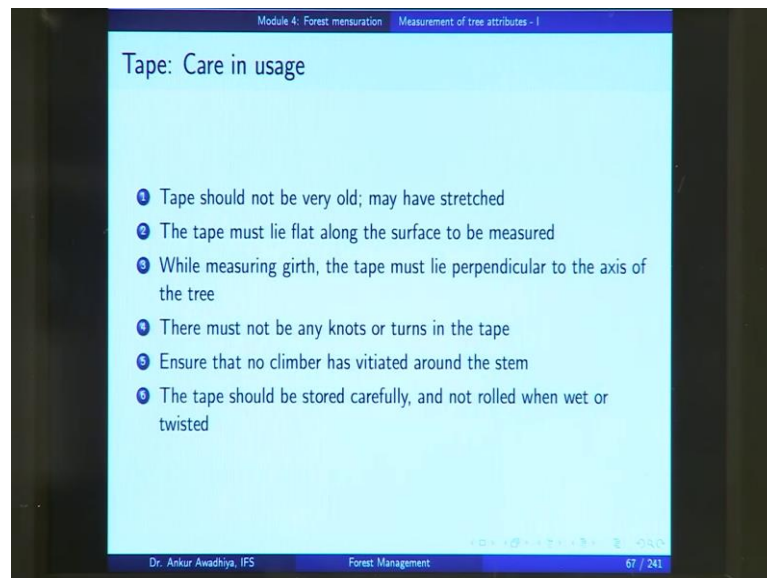 Module 4: Forest mensuration Measurement of tree attributes - I
Tape: Care in usage
1 Tape should not be very old; may have stretched
2 The tape must lie flat along the surface to be measured
3 While measuring girth, the tape must lie perpendicular to the axis of
the tree
4 There must not be any knots or turns in the tape
5 Ensure that no climber has vitiated around the stem
6 The tape should be stored carefully, and not rolled when wet or
twisted
Dr. Ankur Awadhiya, IFS Forest Management 67 / 241